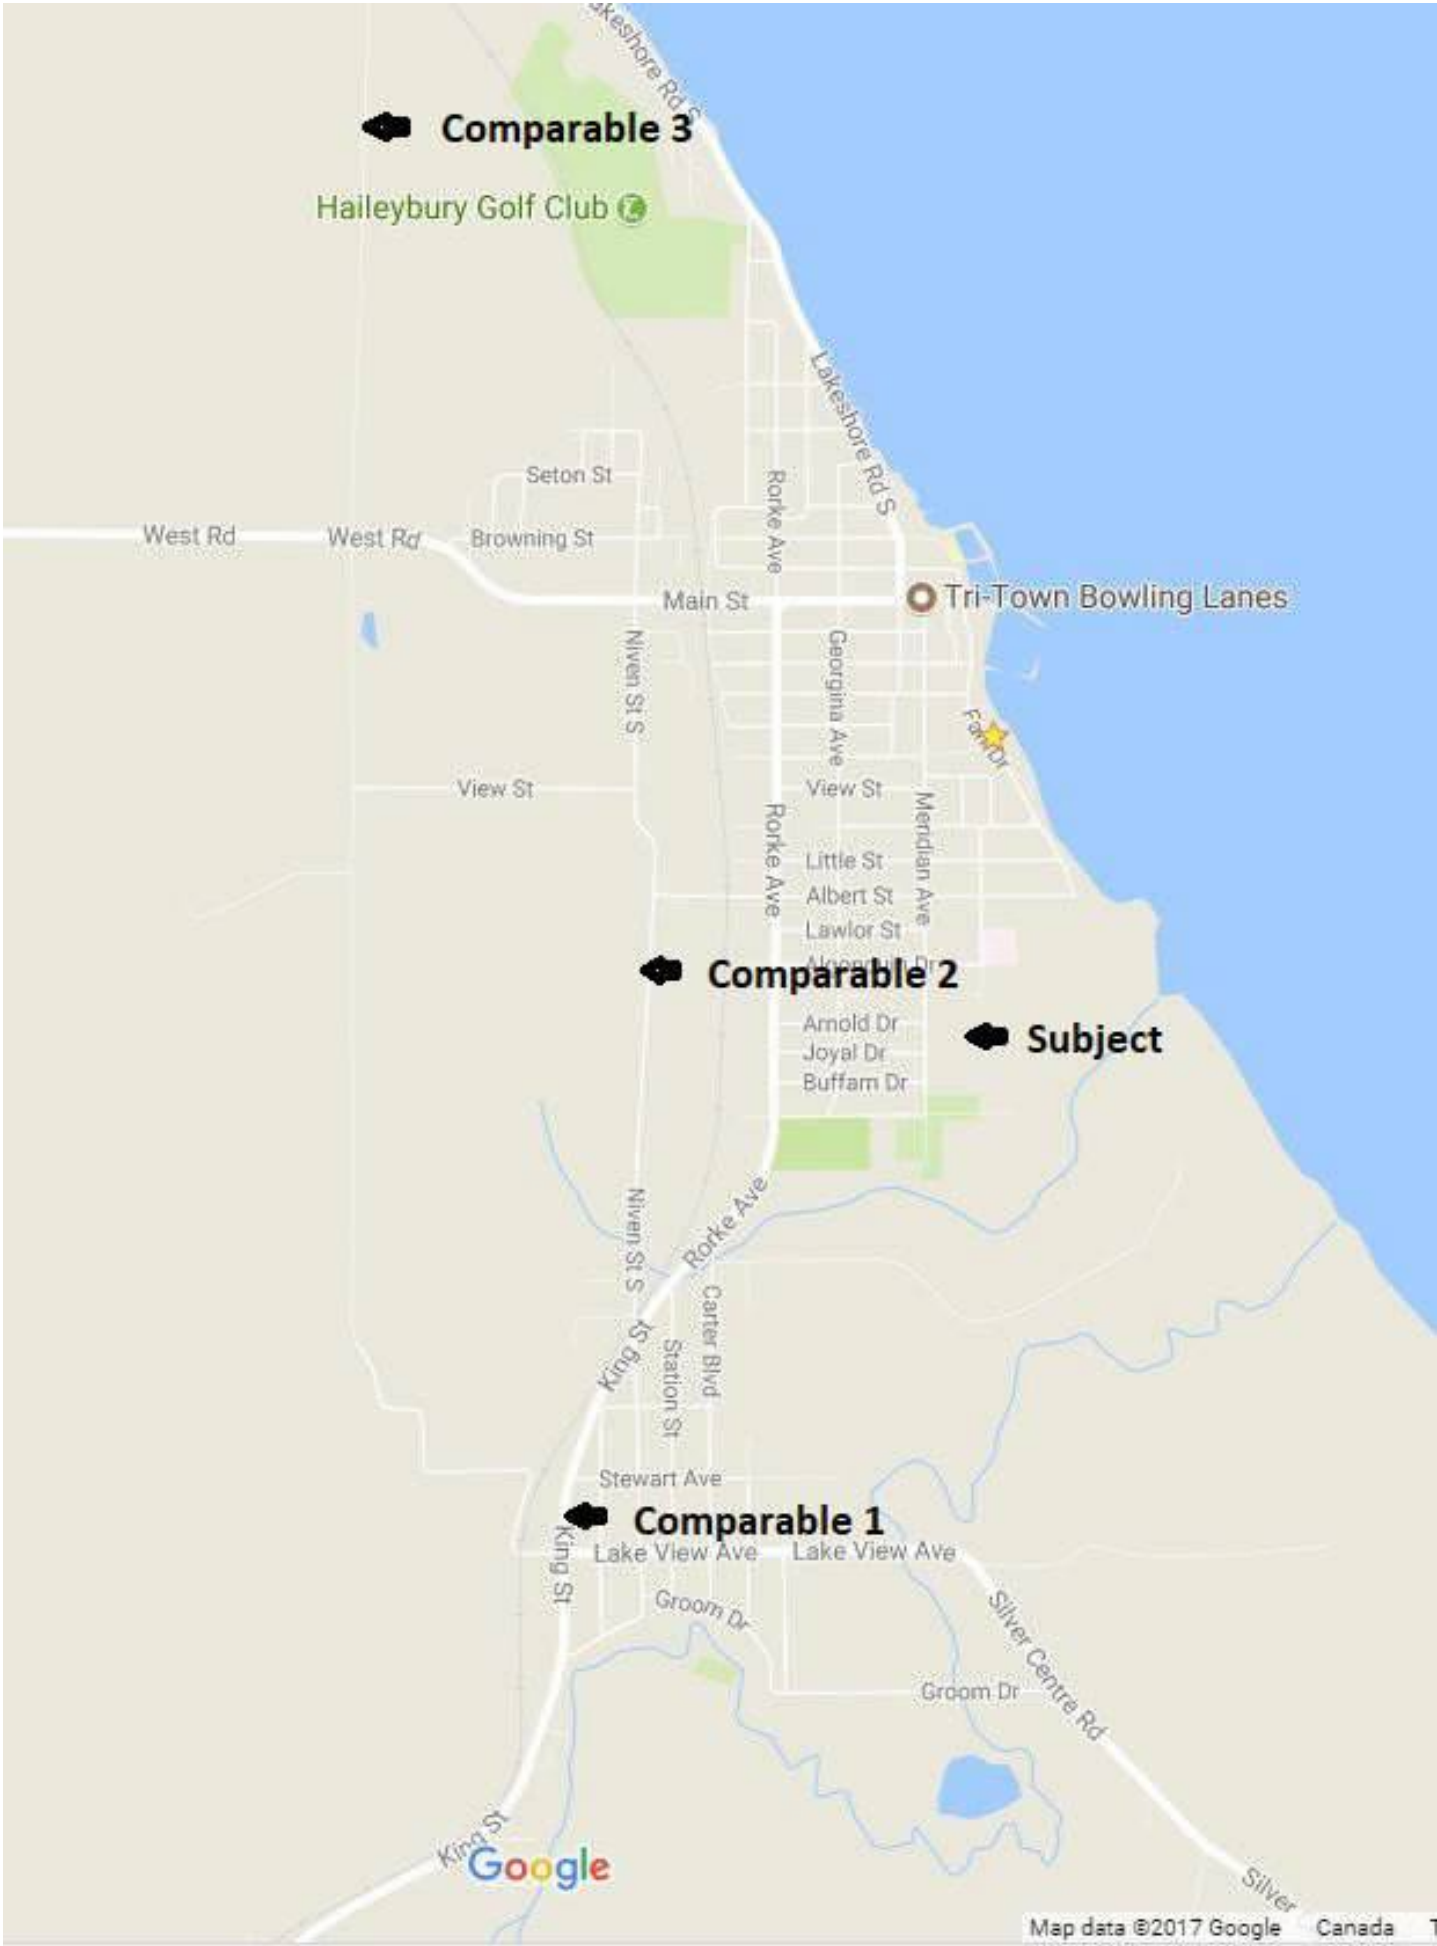 Lakeshore Rd S
Comparable 3
Haileybury Golf Club
Lakeshore Rd S
Seton St
Rorke Ave
West Rd
West Rd
Browning St
Main St
Tri-Town Bowling Lanes
Niven St S
Georgina Ave
Farr Dr
View St
View St
Meridian Ave
Rorke Ave
Little St
Albert St
Lawlor St
Algonquin Dr
Comparable 2
Arnold Dr
Subject
Joyal Dr
Buffam Dr
Niven St S
Rorke Ave
Carter Blvd
King St
Station St
Stewart Ave
Comparable 1
King St
Lake View Ave
Lake View Ave
Groom Dr
Silver Centre Rd
Groom Dr
King St
Google
Silver
Map data ©2017 Google Canada